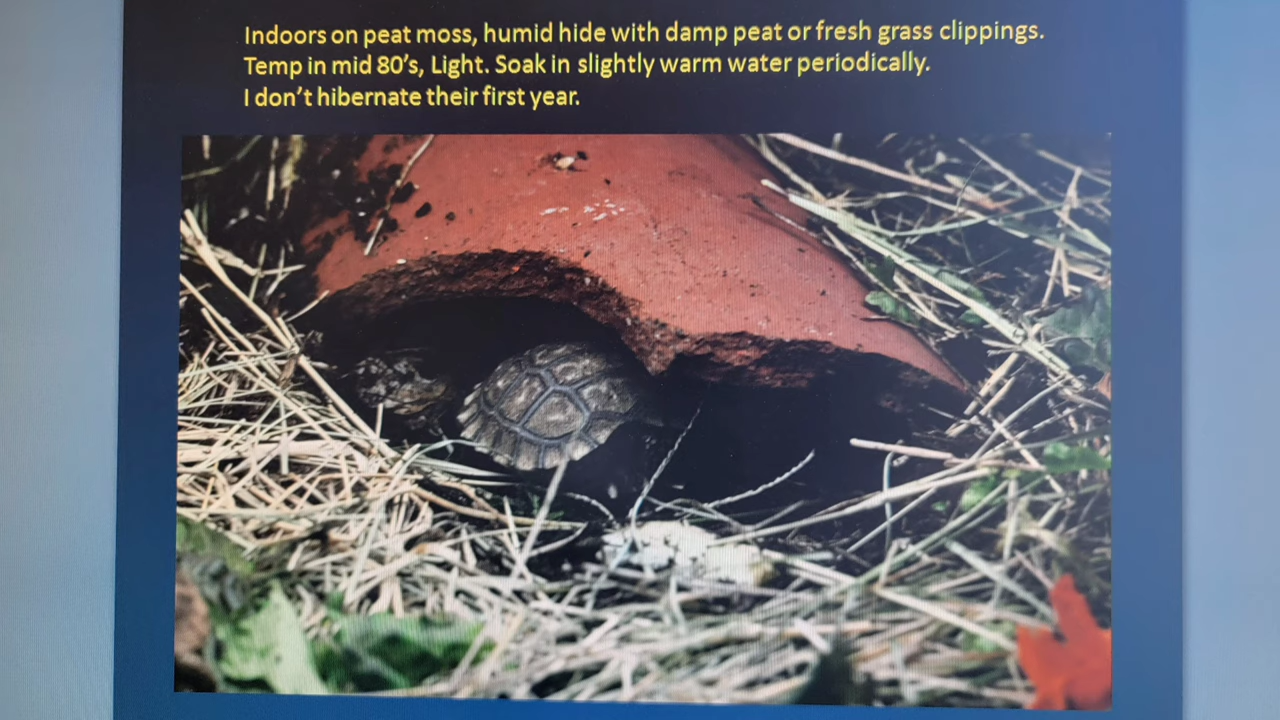 Indoors on peat moss, humid hide with damp peat or fresh grass clippings.
Temp in mid 80's, Light. Soak in slightly warm water periodically.
I don't hibernate their first year.